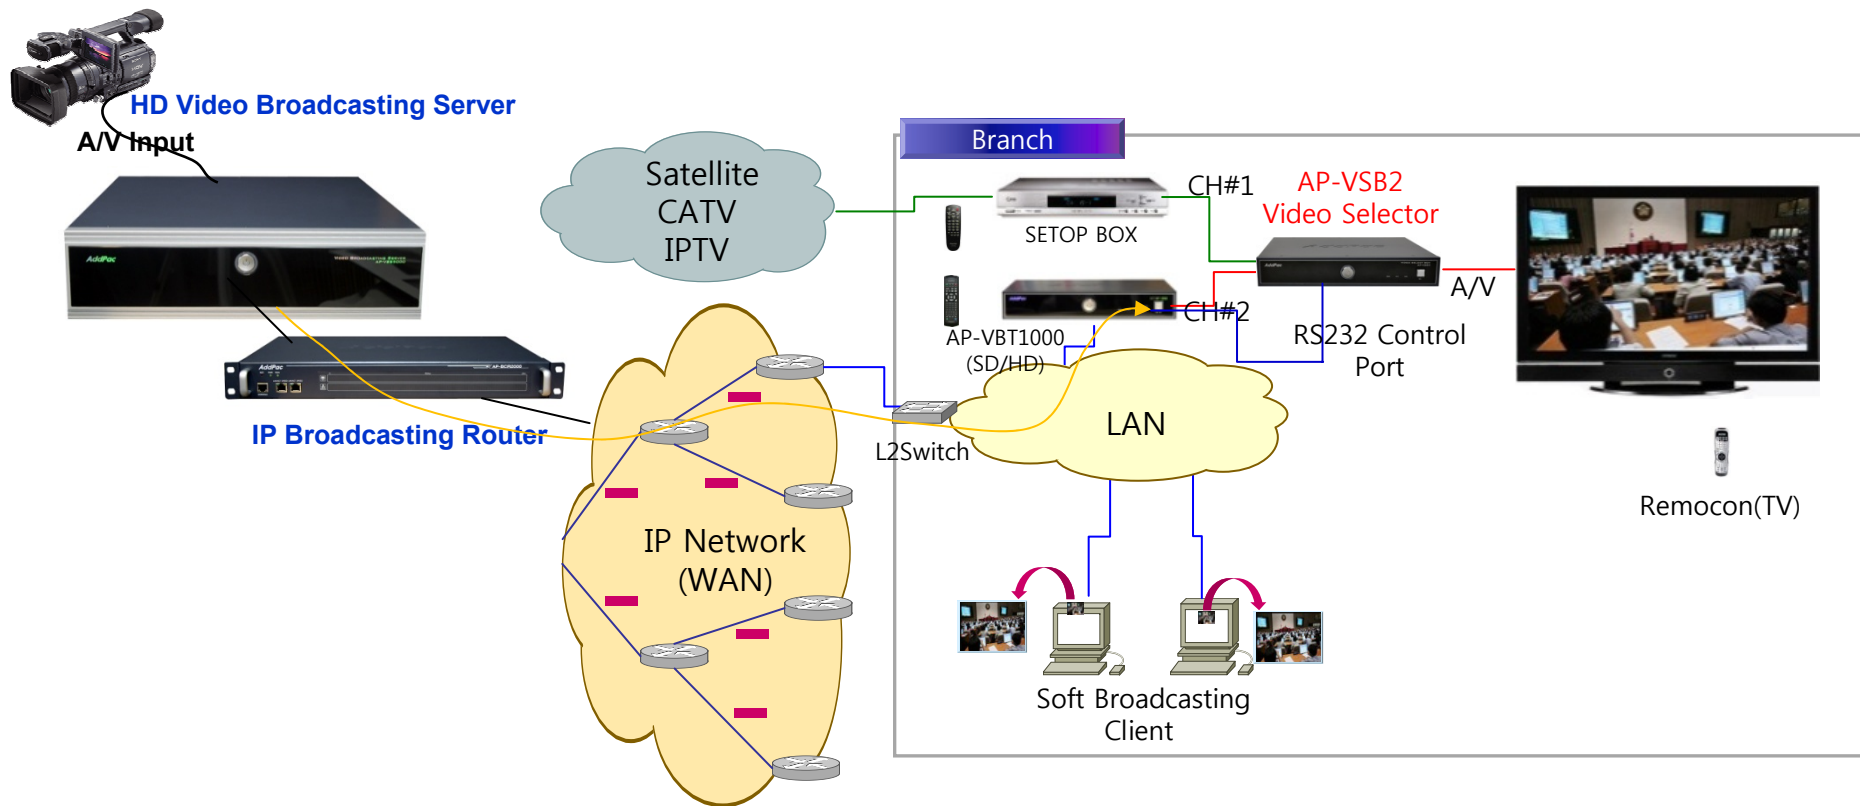 HD Video Broadcasting Server
A/V Input
AddPac
IP Broadcasting Router
AddPac
Satellite
CATV
IPTV
IP Network
(WAN)
Branch
SETOP BOX
CH#1
AP-VSB2
Video Selector
AP-VBT1000
(SD/HD)
CH#2
RS232 Control
Port
A/V
L2Switch
LAN
Remocon(TV)
Soft Broadcasting
Client